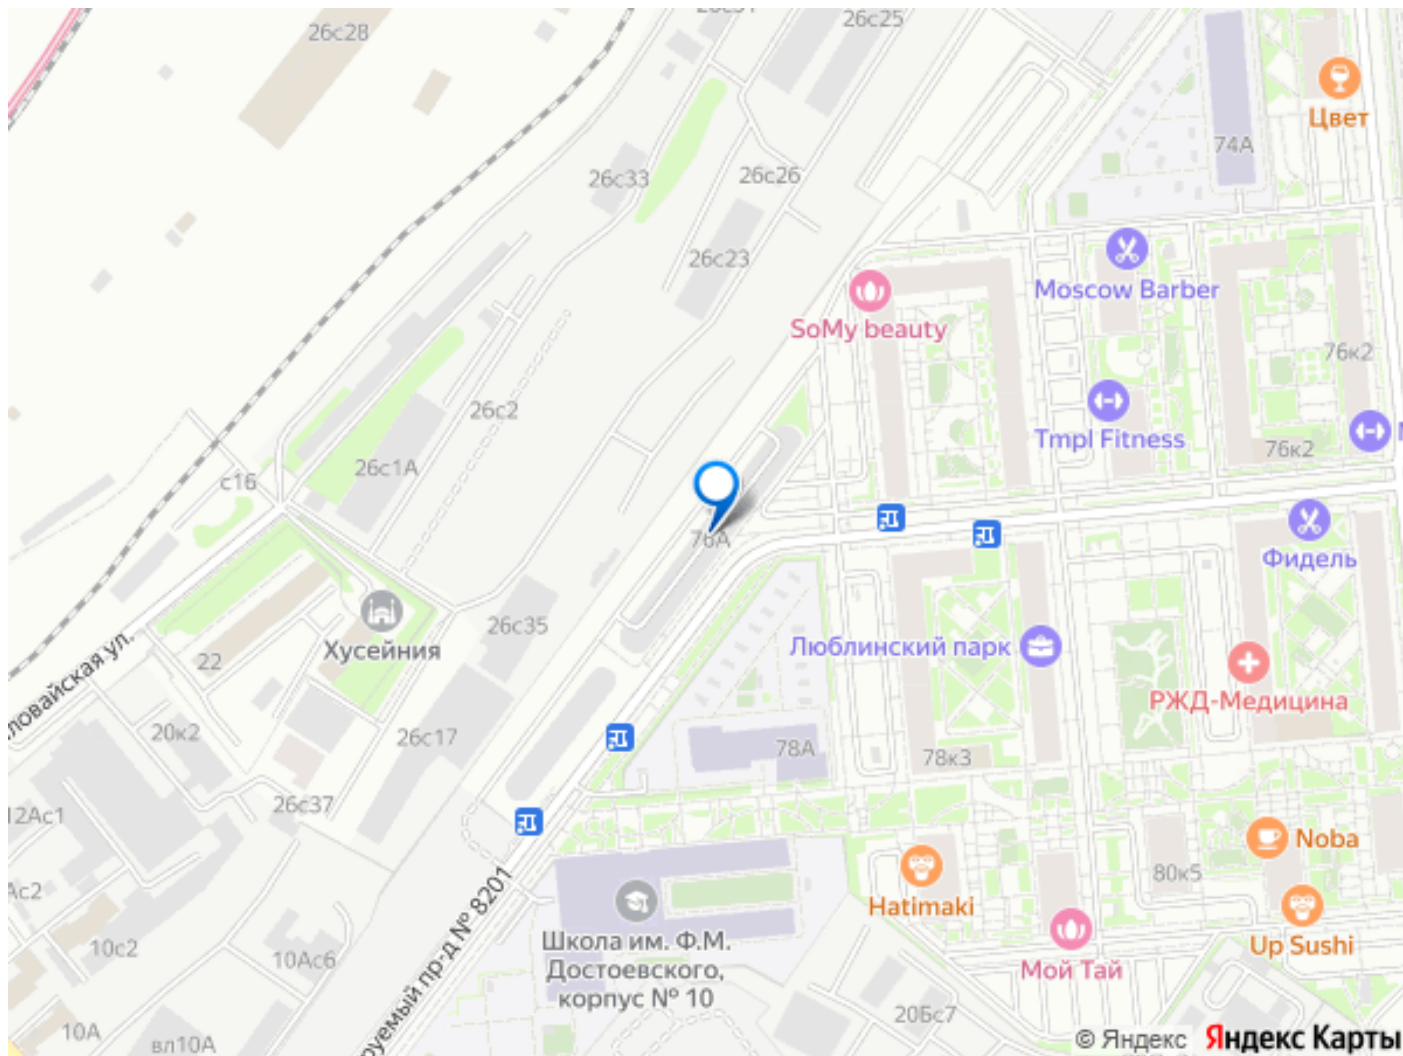 26с28
26с25
Цвет
74А
26с33
26с26
26с23
Moscow Barber
SoMy beauty
76к2
26с2
Tmpl Fitness
76к2
26с1А
с16
76А
Фидель
26с35
Хусейния
22
Люблинский парк
РЖД-Медицина
ловайская ул.
20к2
26с17
78А
78к3
26с37
12Ас1
Noba
80к5
Ас2
Hatimaki
10с2
10Ас6
Школа им. Ф.М.
Достоевского,
корпус № 10
Up Sushi
Мой Тай
руемый пр-д № 8201
20Бс7
10А
вл10А
© Яндекс Яндекс Карты